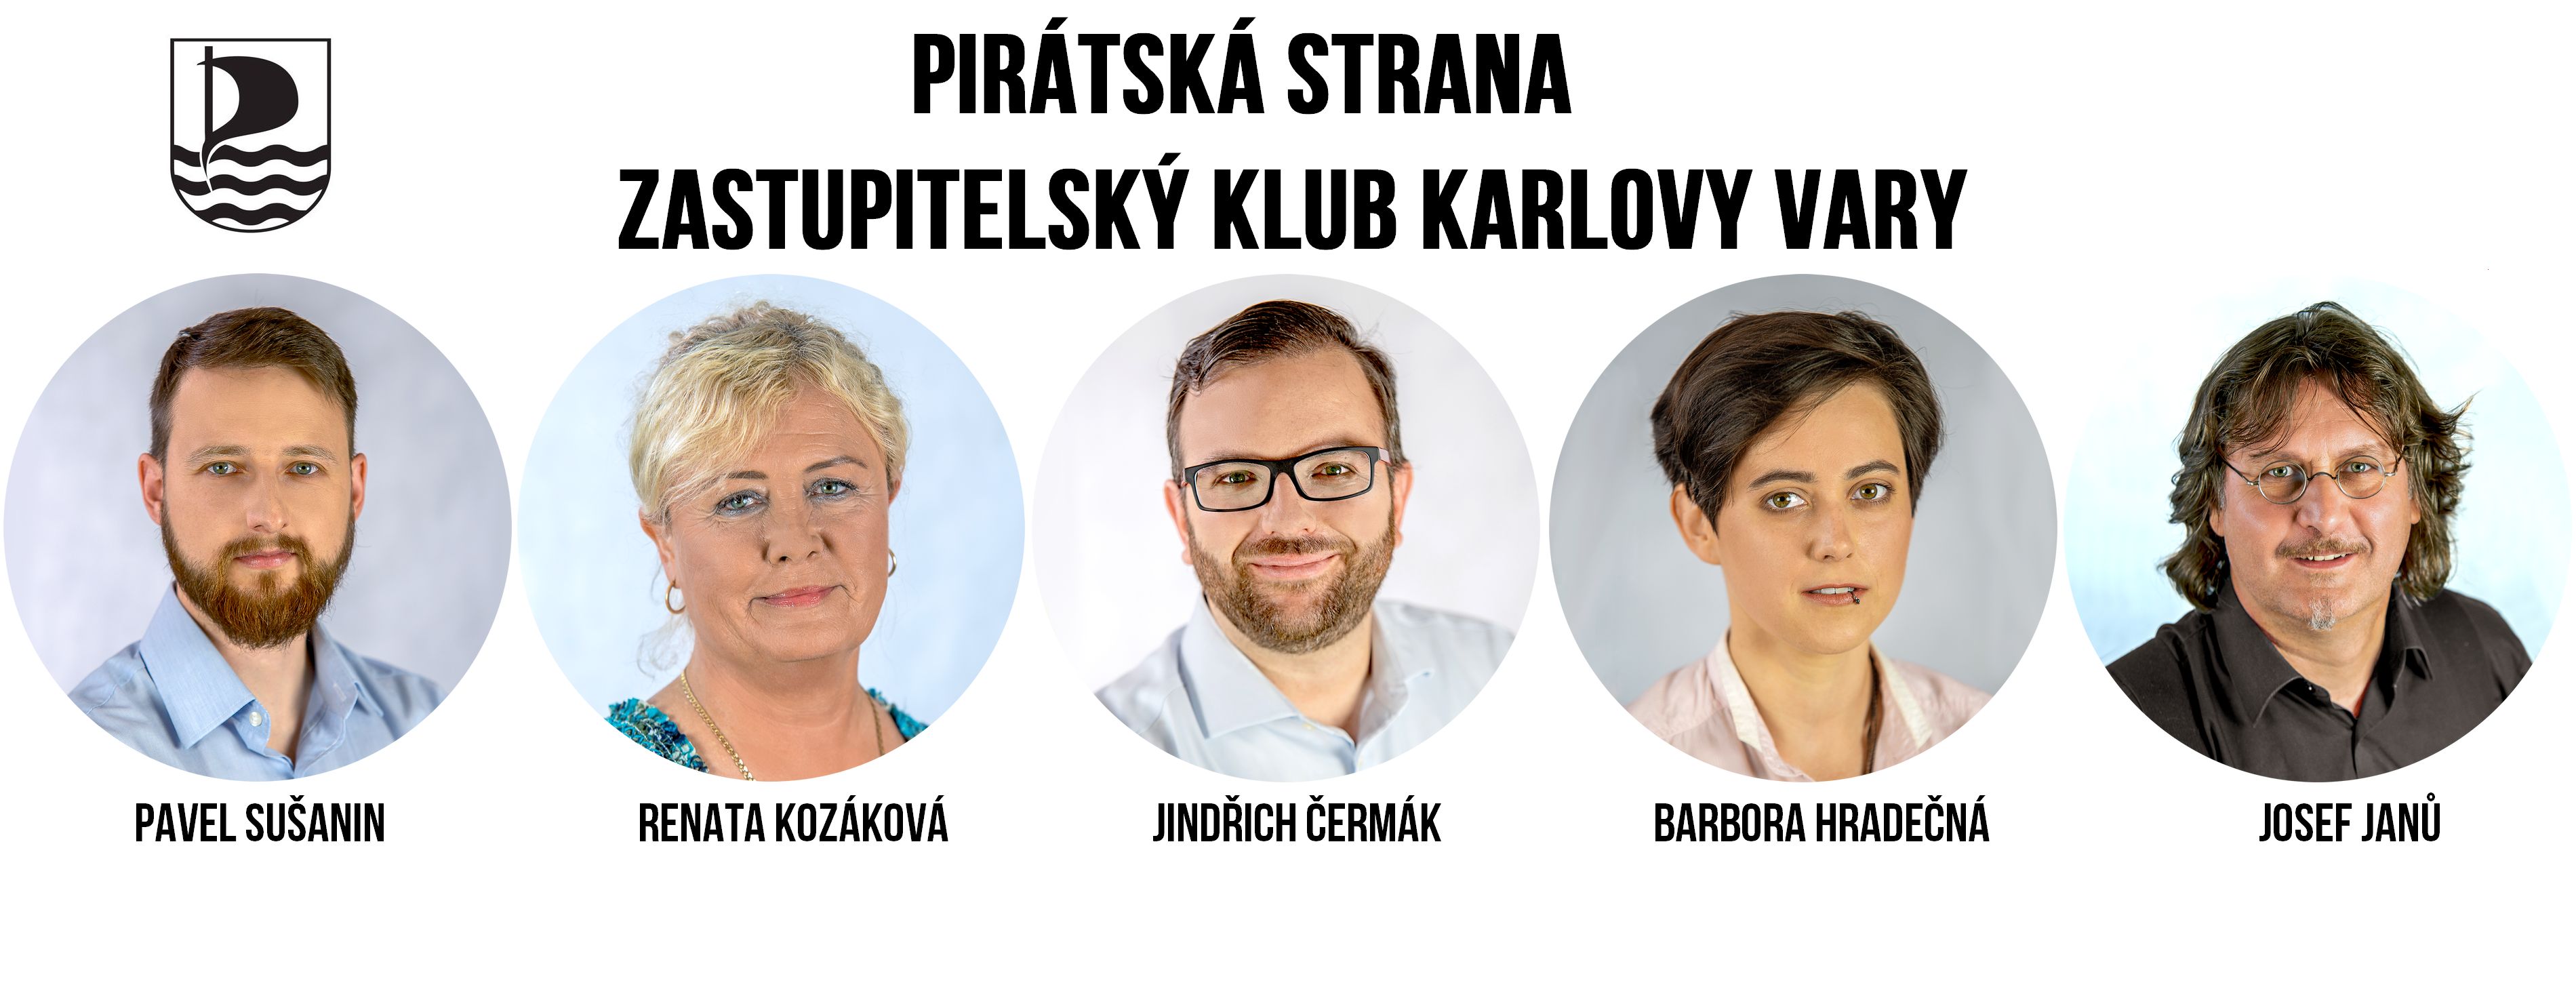 PIRÁTSKÁ STRANA
ZASTUPITELSKÝ KLUB KARLOVY VARY
PAVEL SUŠANIN
RENATA KOZÁKOVÁ
JINDŘICH ČERMÁK
BARBORA HRADEČNÁ
JOSEF JANŮ